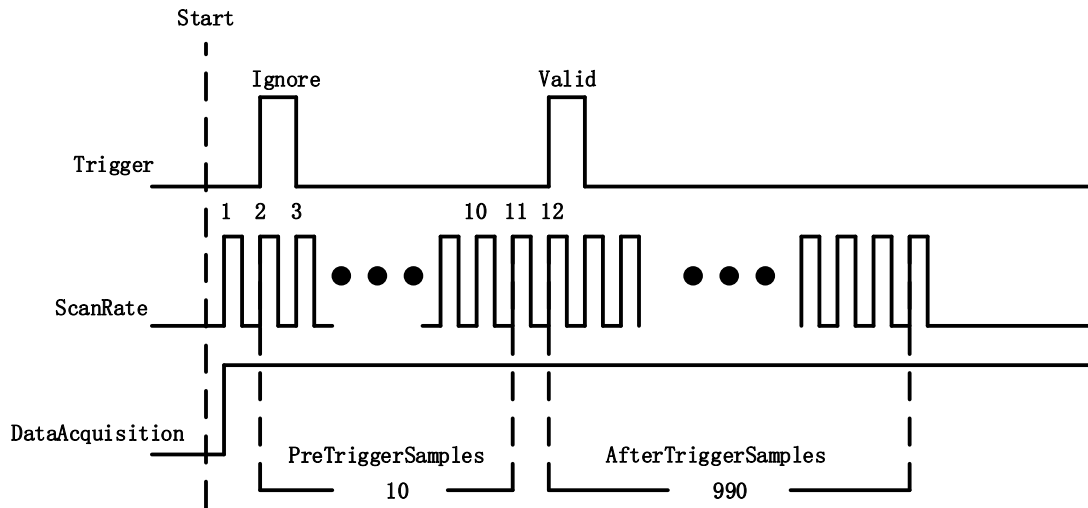 Start
Ignore
Valid
Trigger
1 2 3 10 11 12
ScanRate
DataAcquisition
PreTriggerSamples
AfterTriggerSamples
10
990